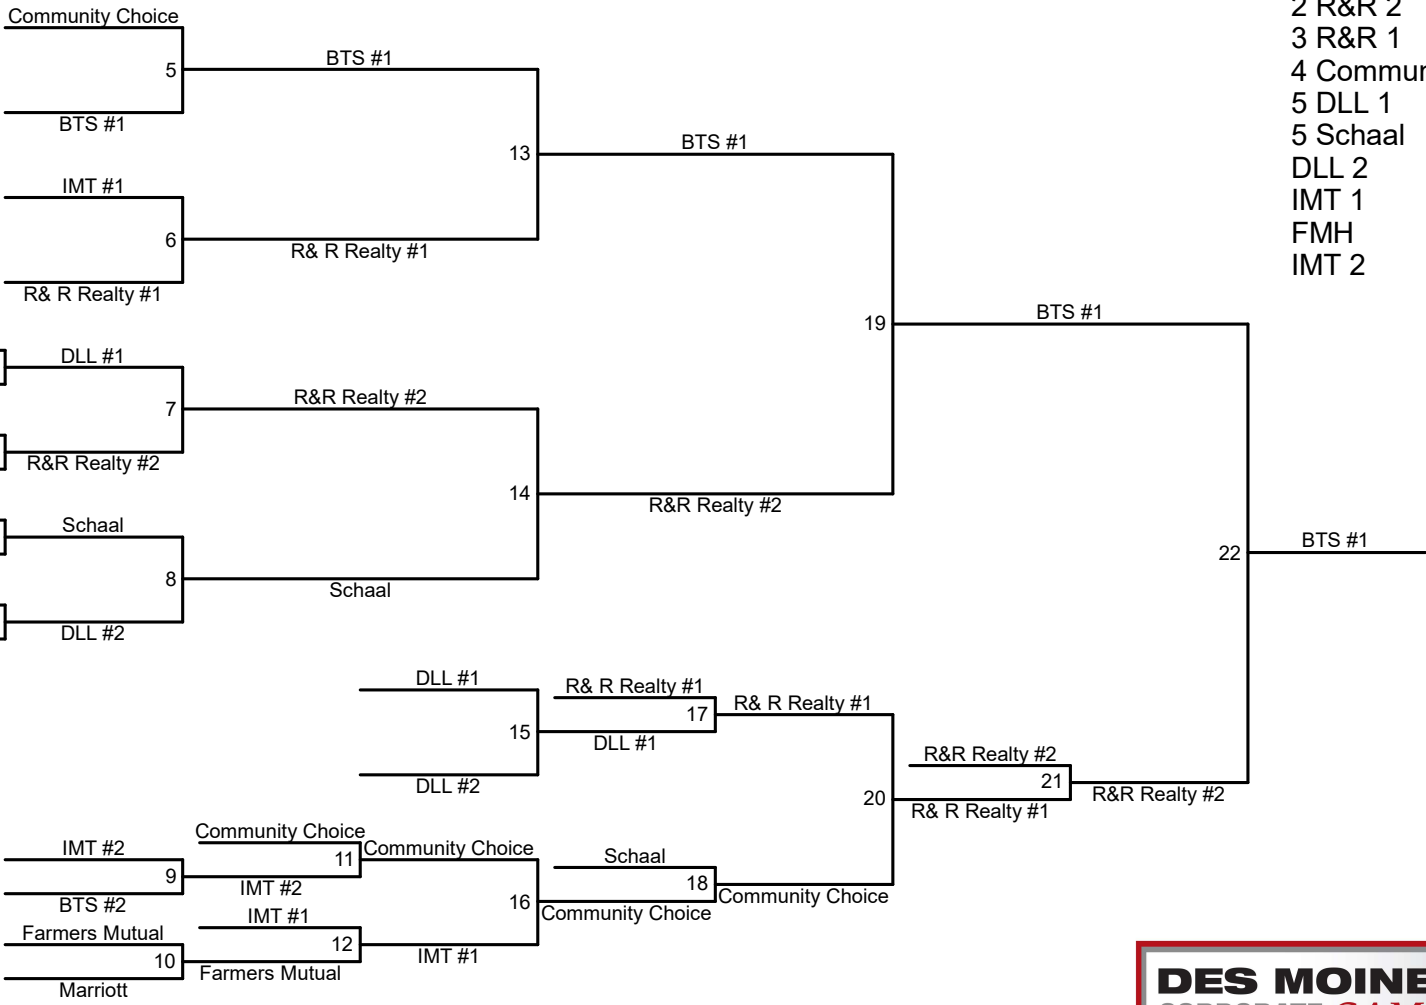 Community Choice
5
BTS #1
BTS #1
IMT #1
6
R& R Realty #1
R& R Realty #1
13
BTS #1
DLL #1
7
R&R Realty #2
R&R Realty #2
Schaal
8
DLL #2
Schaal
14
R&R Realty #2
19
BTS #1
DLL #1
15
DLL #2
R& R Realty #1
17
DLL #1
R& R Realty #1
IMT #2
9
BTS #2
Farmers Mutual
10
Marriott
Community Choice
11
IMT #2
Community Choice
IMT #1
12
Farmers Mutual
IMT #1
16
Schaal
18
Community Choice
Community Choice
20
R&R Realty #2
21
R& R Realty #1
R&R Realty #2
22
BTS #1
2 R&R 2
3 R&R 1
4 Commun
5 DLL 1
5 Schaal
DLL 2
IMT 1
FMH
IMT 2
DES MOINE
CORPORATE GAM